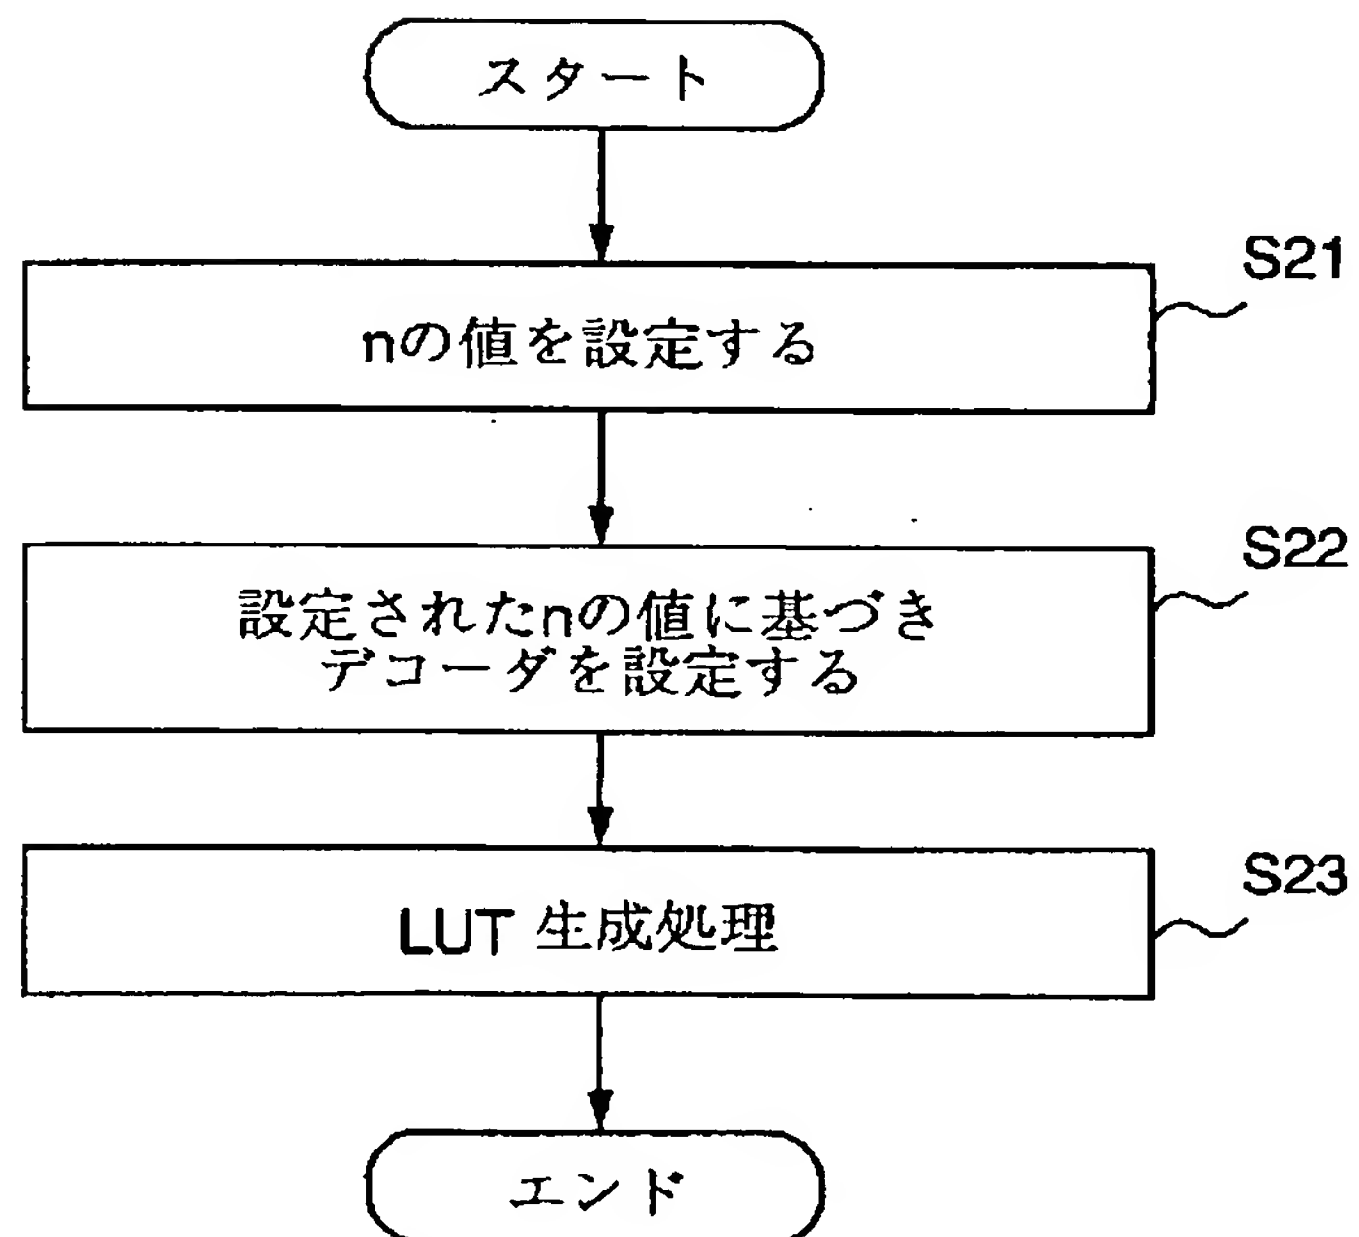 スタート
S21
nの値を設定する
S22
設定されたnの値に基づき
デコーダを設定する
S23
LUT 生成処理
エンド